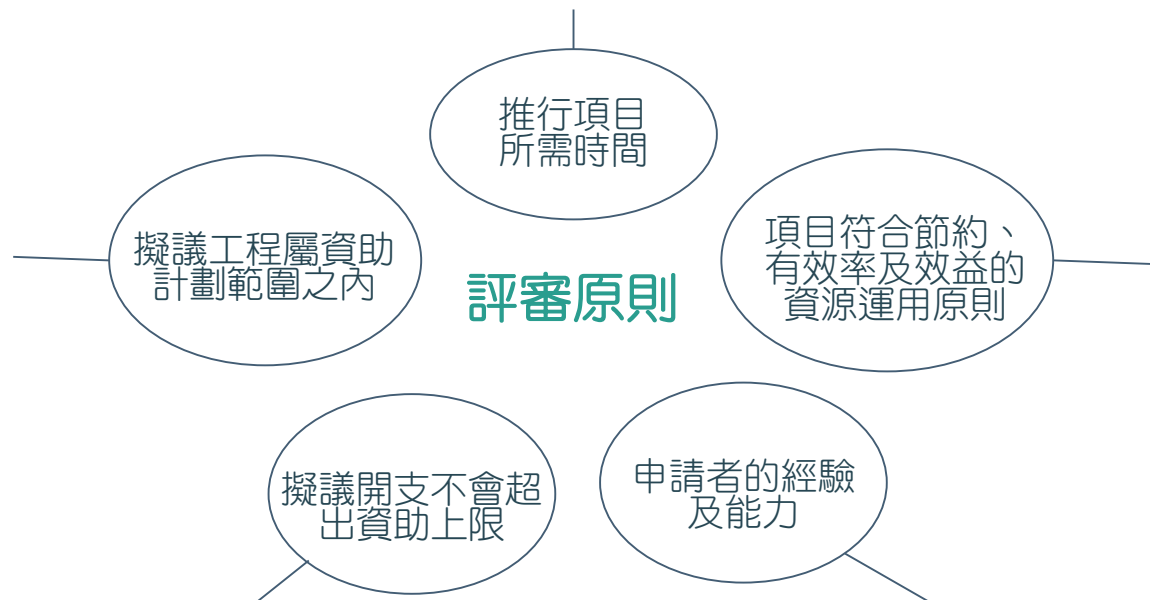 推行項目
所需時間
項目符合節約、
有效率及效益的
資源運用原則
擬議工程屬資助
計劃範圍之內
評審原則
申請者的經驗
及能力
擬議開支不會超
出資助上限